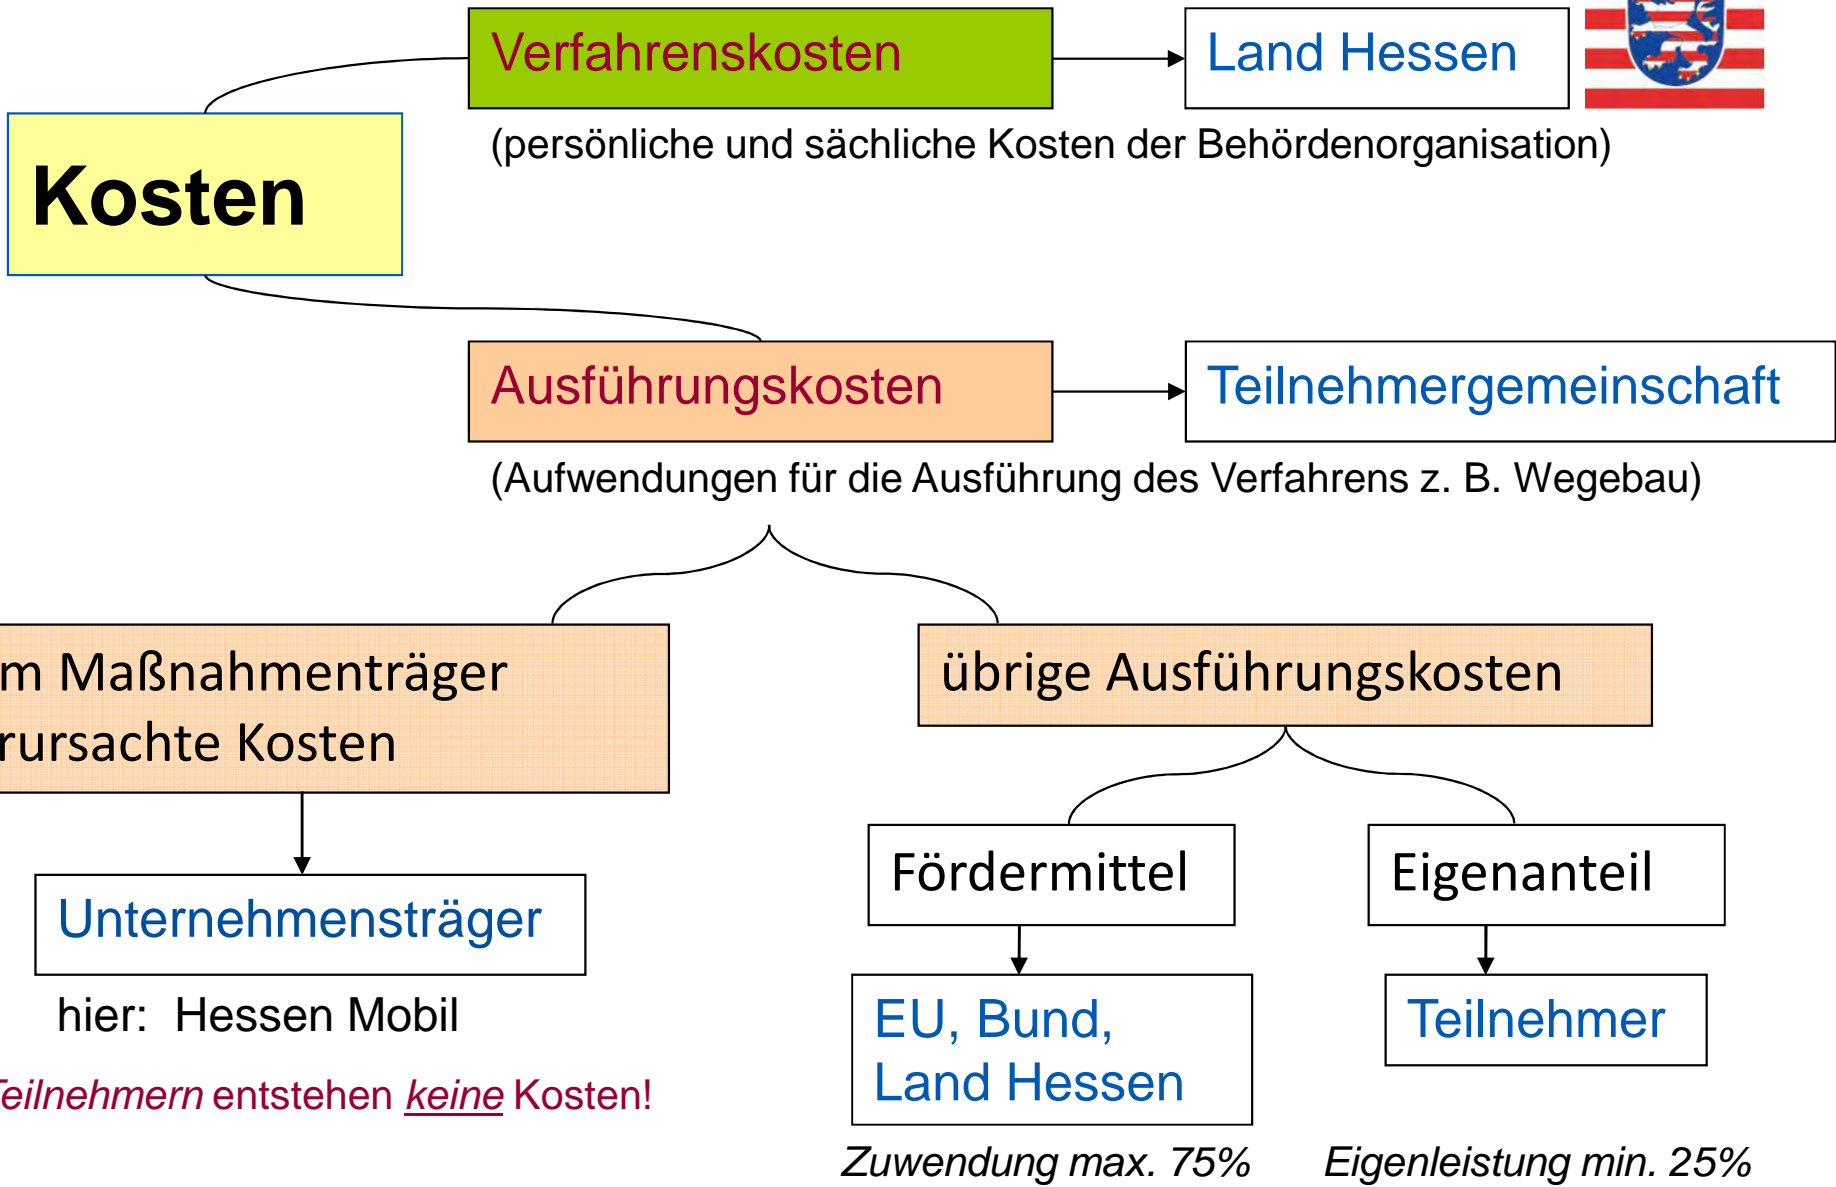 Verfahrenskosten
Land Hessen
(persönliche und sächliche Kosten der Behördenorganisation)
Kosten
Ausführungskosten
Teilnehmergemeinschaft
(Aufwendungen für die Ausführung des Verfahrens z. B. Wegebau)
m Maßnahmenträger
rursachte Kosten
übrige Ausführungskosten
Unternehmensträger
hier: Hessen Mobil
Teilnehmern entstehen keine Kosten!
Fördermittel
Eigenanteil
EU, Bund,
Land Hessen
Teilnehmer
Zuwendung max. 75%
Eigenleistung min. 25%